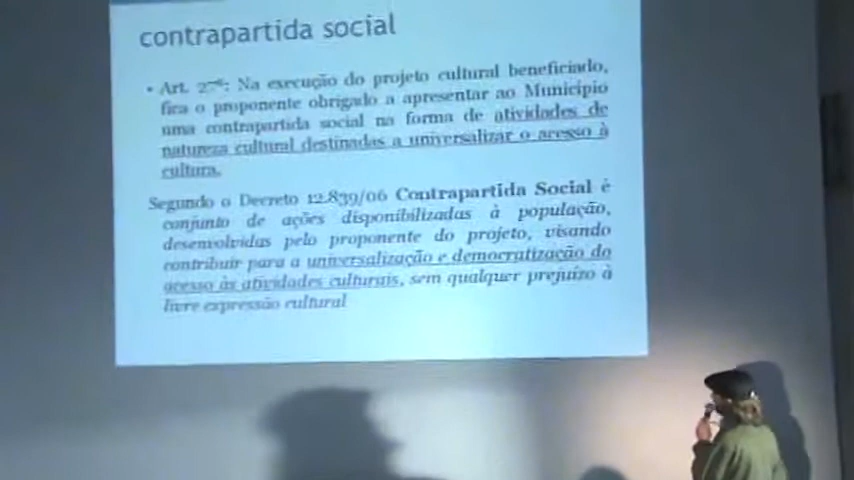 contrapartida social
• Art. 27º: Na execução do projeto cultural beneficiado,
fica o proponente obrigado a apresentar ao Município
uma contrapartida social na forma de atividades de
natureza cultural destinadas a universalizar o acesso à
cultura.
Segundo o Decreto 12.839/06 Contrapartida Social é
conjunto de ações disponibilizadas à população,
desenvolvidas pelo proponente do projeto, visando
contribuir para a universalização e democratização do
acesso às atividades culturais, sem qualquer prejuízo à
livre expressão cultural